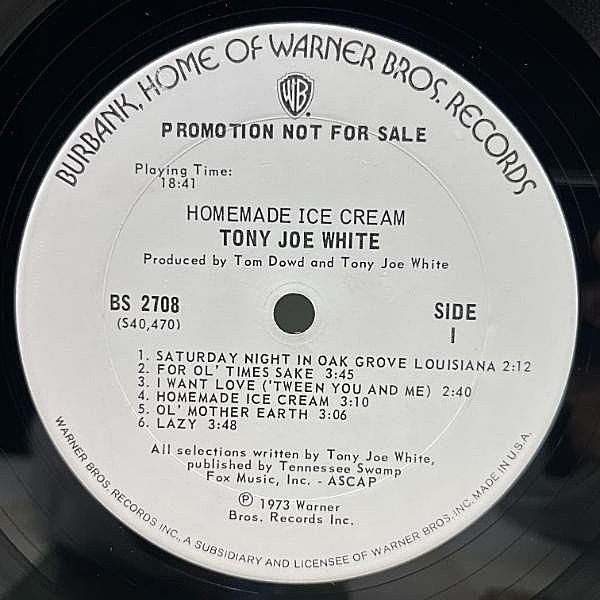 BURBANK, HOME OF WARNER BROS. RECORDS
WB
PROMOTION NOT FOR SALE
Playing Time:
18:41
HOMEMADE ICE CREAM
TONY JOE WHITE
Produced by Tom Dowd and Tony Joe White
BS 2708
(S40,470)
SIDE
I
1. SATURDAY NIGHT IN OAK GROVE LOUISIANA 2:12
2. FOR OL' TIMES SAKE 3:45
3. I WANT LOVE ('TWEEN YOU AND ME) 2:40
4. HOMEMADE ICE CREAM 3:10
5. OL' MOTHER EARTH 3:06
6. LAZY 3:48
All selections written by Tony Joe White,
published by Tennessee Swamp
Fox Music, Inc. - ASCAP
Ⓟ 1973 Warner
Bros. Records Inc.
WARNER BROS. RECORDS INC., A SUBSIDIARY AND LICENSEE OF WARNER BROS. INC. MADE IN U.S.A.